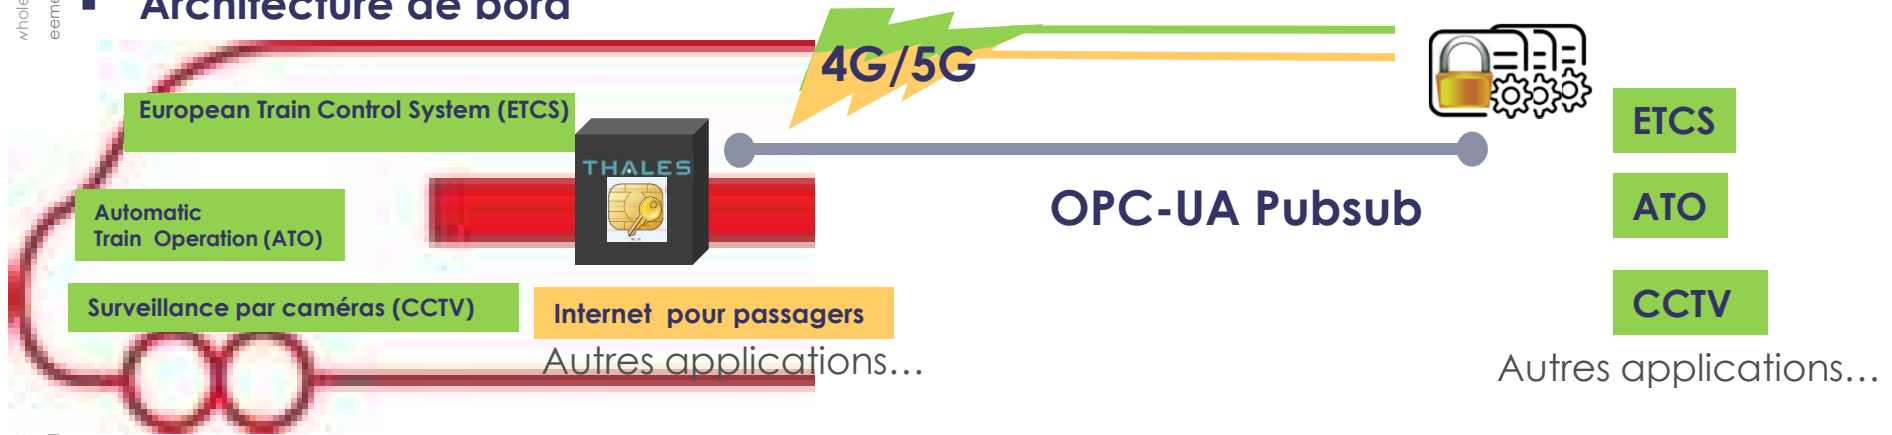 Architecture de bord
4G/5G
European Train Control System (ETCS)
THALES
ETCS
Automatic
Train Operation (ATO)
OPC-UA Pubsub
ATO
Surveillance par caméras (CCTV)
Internet pour passagers
CCTV
Autres applications...
Autres applications...